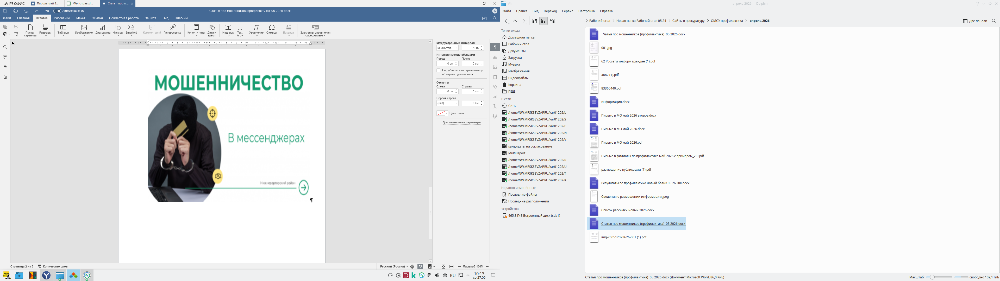 Р7-ОФИС
Пароль май 2...
*Тел-справ.xl...
Статья про м...
Автосохранение
Статья про мошенников (профилактика)  05.2026.docx
K
Файл Главная Вставка Рисование Макет Ссылки Совместная работа Защита Вид Плагины
Пустая страница
Разрывы
Таблица
Изображение
Диаграмма
Фигура
SmartArt
Комментарий
Гиперссылка
Колонтитулы
Дата и время
Надпись
Text Art
Уравнение
Символ
Буквица
Элементы управления содержимым
МОШЕННИЧЕСТВО
В мессенджерах
Нижневартовский район
¶
Междустрочный интервал
Множитель 1.15
Интервал между абзацами
Перед После
0 см 0 см
Не добавлять интервал между абзацами одного стиля
Отступы
Слева Справа
0 см 0 см
Первая строка
(нет) 0 см
Цвет фона
Дополнительные параметры
Страница 2 из 3 Количество слов
Русский (Россия)
Масштаб 100%
base alt
RU
10:13
ср 27.05
апрель 2026 — Dolphin
Файл Правка Вид Переход Сервис Настройка Справка
Рабочий стол > Новая папка Рабочий стол 05.24 > Сайты в прокуратуру > ОМСУ профилактика > апрель 2026
Две панели
Точки входа
Домашняя папка
Рабочий стол
Документы
Загрузки
Музыка
Изображения
Видеофайлы
Корзина
ПДД
В сети
Сеть
/home/NW.MRSKSEVZAP.RU/kar01202/L
/home/NW.MRSKSEVZAP.RU/kar01202/S
/home/NW.MRSKSEVZAP.RU/kar01202/P
/home/NW.MRSKSEVZAP.RU/kar01202/N
/home/NW.MRSKSEVZAP.RU/kar01202/V
кандидаты на согласование
MultiReport
/home/NW.MRSKSEVZAP.RU/kar01202/R
/home/NW.MRSKSEVZAP.RU/kar01202/U
/home/NW.MRSKSEVZAP.RU/kar01202/T
/home/NW.MRSKSEVZAP.RU/kar01202/K
Недавно изменённые
Последние файлы
Последние расположения
Устройства
465,8 ГиБ Встроенный диск (sda1)
~$атья про мошенников (профилактика)  05.2026.docx
001.jpg
62 Россети информ граждан (1).pdf
4682 (1).pdf
83365440.pdf
Информация.docx
Письмо в МО май 2026 второе.docx
Письмо в МО май 2026.docx
Письмо в МО май 2026.pdf
Письмо в филиалы по профилактике май 2026 с примером_2-0.pdf
размещение публикации (1).pdf
Результаты по профилактике новый бланк 05.26. КФ.docx
Сведения о размещении информации.jpeg
Список рассылки новый 2026.docx
Статья про мошенников (профилактика)  05.2026.docx
img-260512093626-001 (1).pdf
Статья про мошенников (профилактика)  05.2026.docx (Документ Microsoft Word, 86,0 КиБ)
Масштаб:
свободно 109,1 ГиБ